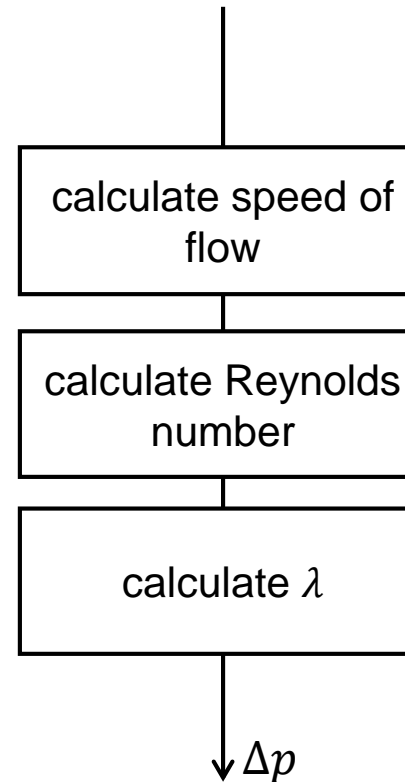 calculate speed of
flow
calculate Reynolds
number
calculate λ
Δp